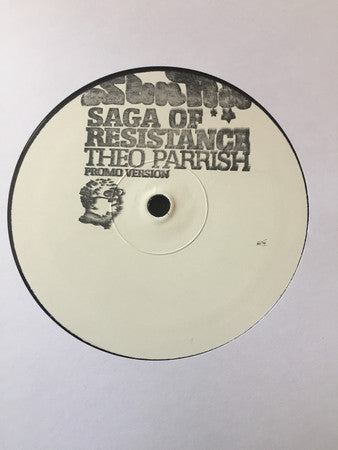 SAGA OF
RESISTANCE
THEO PARRISH
PROMO VERSION